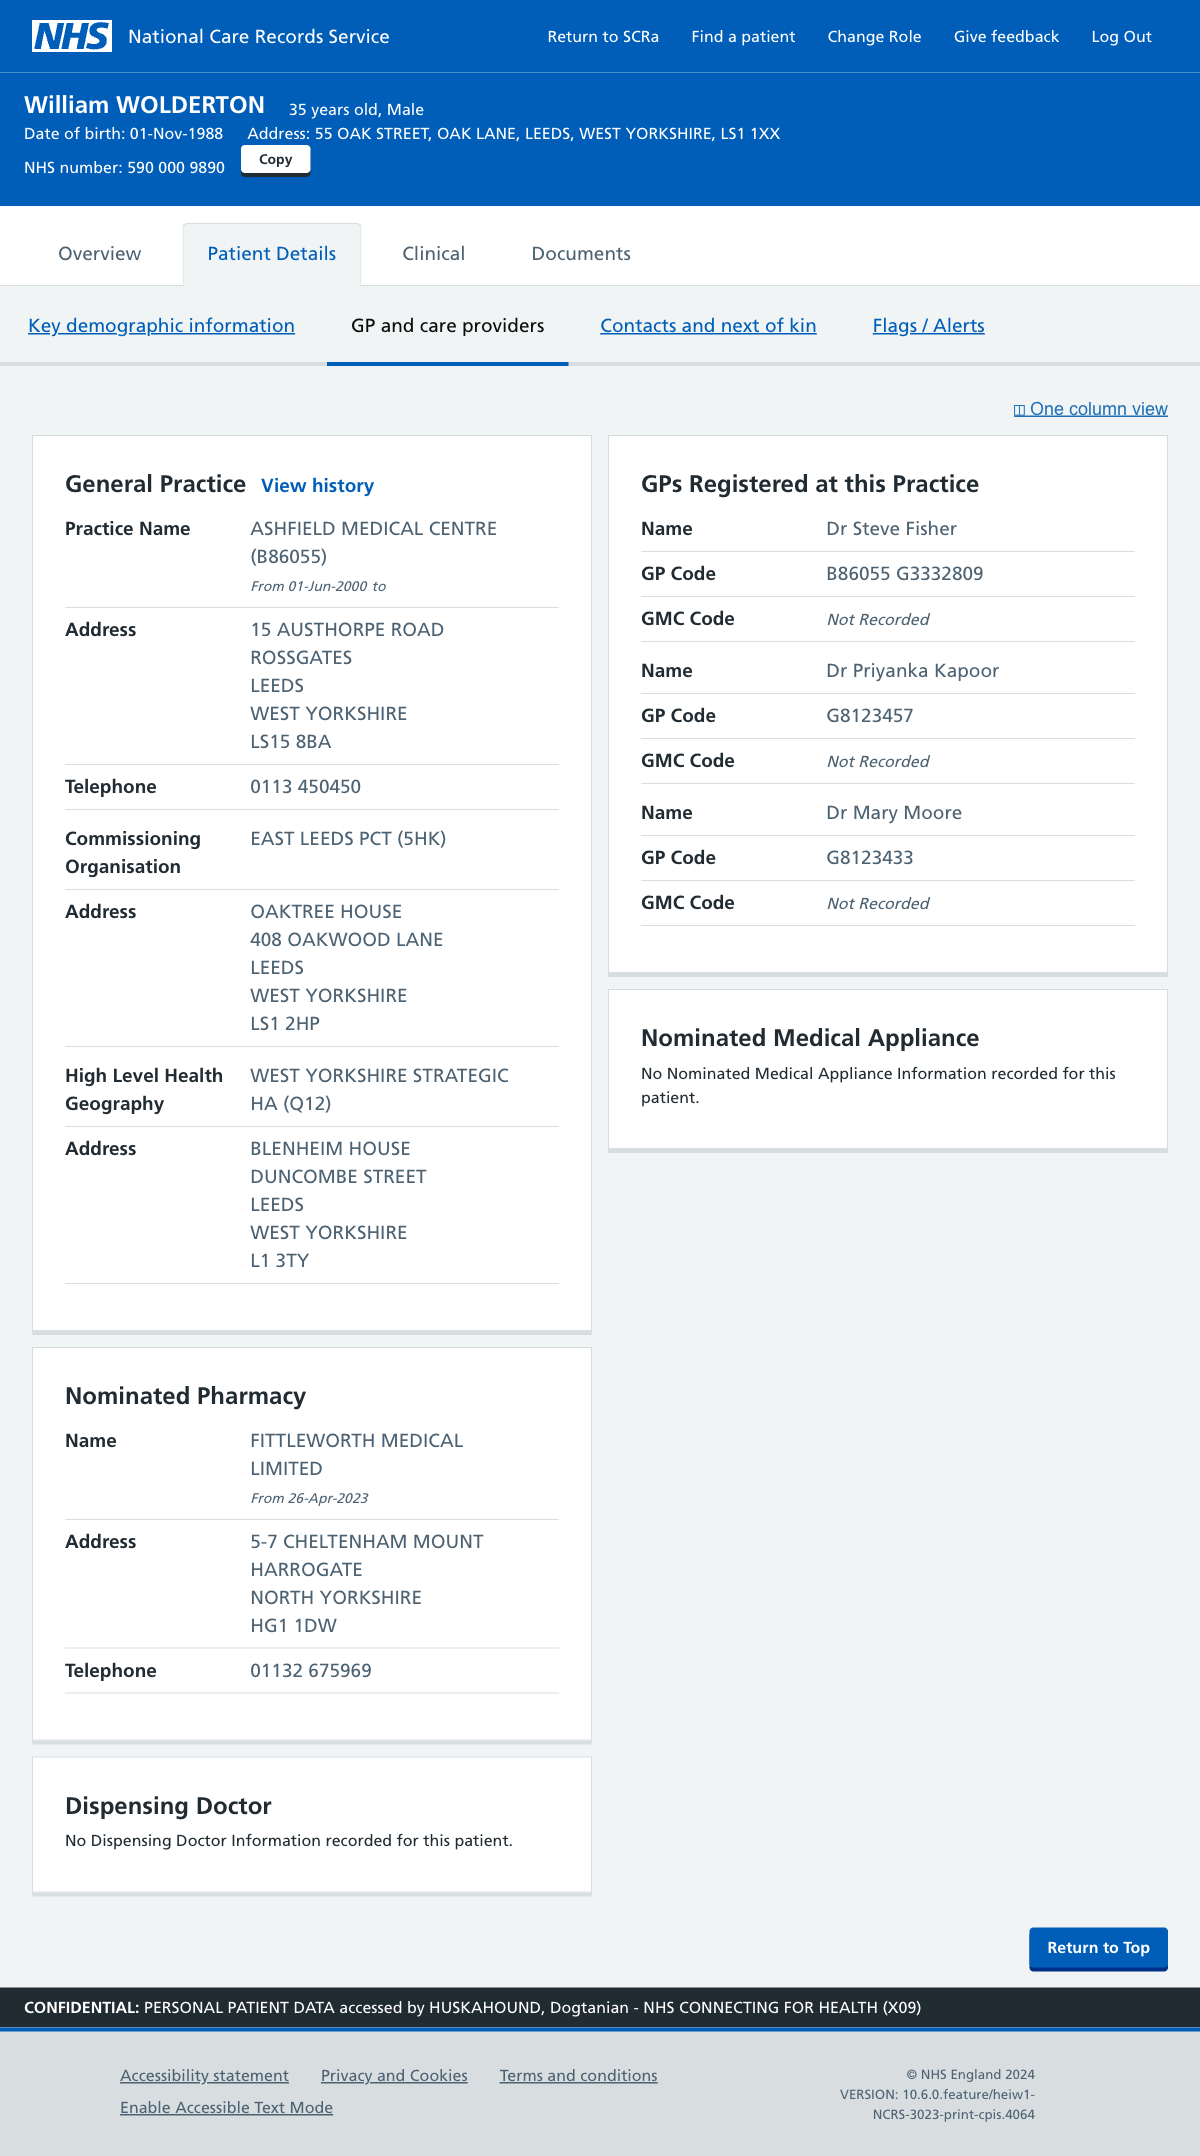 NHS National Care Records Service
Return to SCRa
Find a patient
Change Role
Give feedback
Log Out
William WOLDERTON 35 years old, Male
Date of birth: 01-Nov-1988 Address: 55 OAK STREET, OAK LANE, LEEDS, WEST YORKSHIRE, LS1 1XX
NHS number: 590 000 9890 Copy
Overview
Patient Details
Clinical
Documents
Key demographic information
GP and care providers
Contacts and next of kin
Flags / Alerts
One column view
General Practice View history
Practice Name ASHFIELD MEDICAL CENTRE
(B86055)
From 01-Jun-2000 to
Address 15 AUSTHORPE ROAD
ROSSGATES
LEEDS
WEST YORKSHIRE
LS15 8BA
Telephone 0113 450450
Commissioning EAST LEEDS PCT (5HK)
Organisation
Address OAKTREE HOUSE
408 OAKWOOD LANE
LEEDS
WEST YORKSHIRE
LS1 2HP
High Level Health WEST YORKSHIRE STRATEGIC
Geography HA (Q12)
Address BLENHEIM HOUSE
DUNCOMBE STREET
LEEDS
WEST YORKSHIRE
L1 3TY
Nominated Pharmacy
Name FITTLEWORTH MEDICAL
LIMITED
From 26-Apr-2023
Address 5-7 CHELTENHAM MOUNT
HARROGATE
NORTH YORKSHIRE
HG1 1DW
Telephone 01132 675969
Dispensing Doctor
No Dispensing Doctor Information recorded for this patient.
GPs Registered at this Practice
Name Dr Steve Fisher
GP Code B86055 G3332809
GMC Code Not Recorded
Name Dr Priyanka Kapoor
GP Code G8123457
GMC Code Not Recorded
Name Dr Mary Moore
GP Code G8123433
GMC Code Not Recorded
Nominated Medical Appliance
No Nominated Medical Appliance Information recorded for this
patient.
Return to Top
CONFIDENTIAL: PERSONAL PATIENT DATA accessed by HUSKAHOUND, Dogtanian - NHS CONNECTING FOR HEALTH (X09)
Accessibility statement
Privacy and Cookies
Terms and conditions
Enable Accessible Text Mode
© NHS England 2024
VERSION: 10.6.0.feature/heiw1-
NCRS-3023-print-cpis.4064